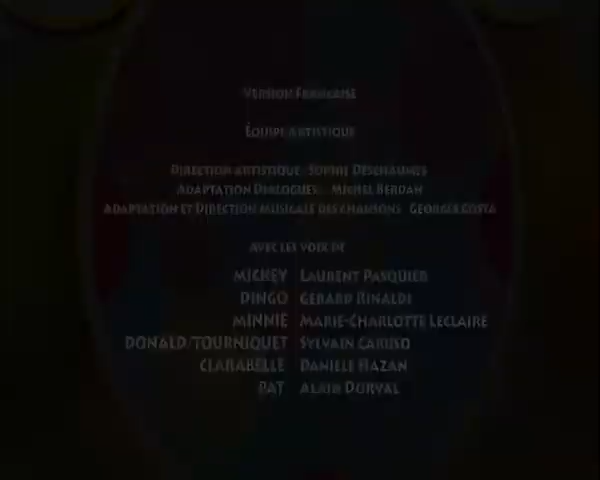 Version Française
Équipe Artistique
Direction Artistique Sophie Deschaumes
Adaptation Dialogues Michel Berdah
Adaptation et Direction musicale des chansons Georges Costa
avec les voix de
MICKEY Laurent Pasquier
DINGO Gérard Rinaldi
MINNIE Marie-Charlotte Leclaire
DONALD/TOURNIQUET Sylvain Caruso
CLARABELLE Danièle Hazan
PAT Alain Dorval